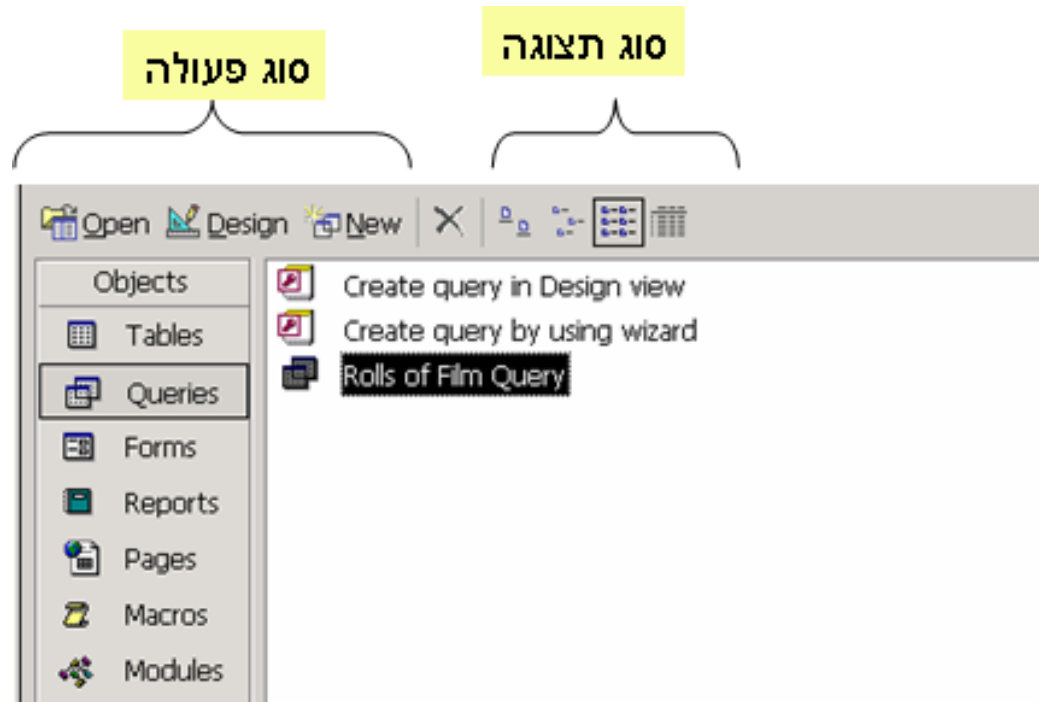 סוג תצוגה
סוג פעולה
Open Design New
Objects
Tables
Queries
Forms
Reports
Pages
Macros
Modules
Create query in Design view
Create query by using wizard
Rolls of Film Query